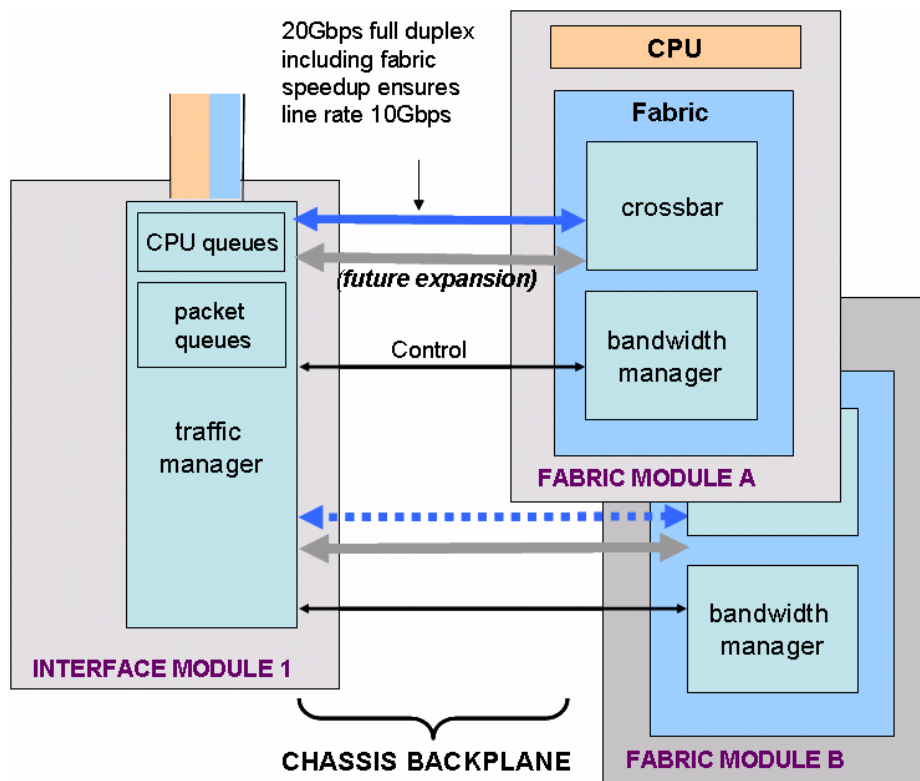 20Gbps full duplex
including fabric
speedup ensures
line rate 10Gbps
CPU
Fabric
crossbar
CPU queues
(future expansion)
packet
queues
Control
bandwidth
manager
traffic
manager
FABRIC MODULE A
bandwidth
manager
INTERFACE MODULE 1
CHASSIS BACKPLANE
FABRIC MODULE B